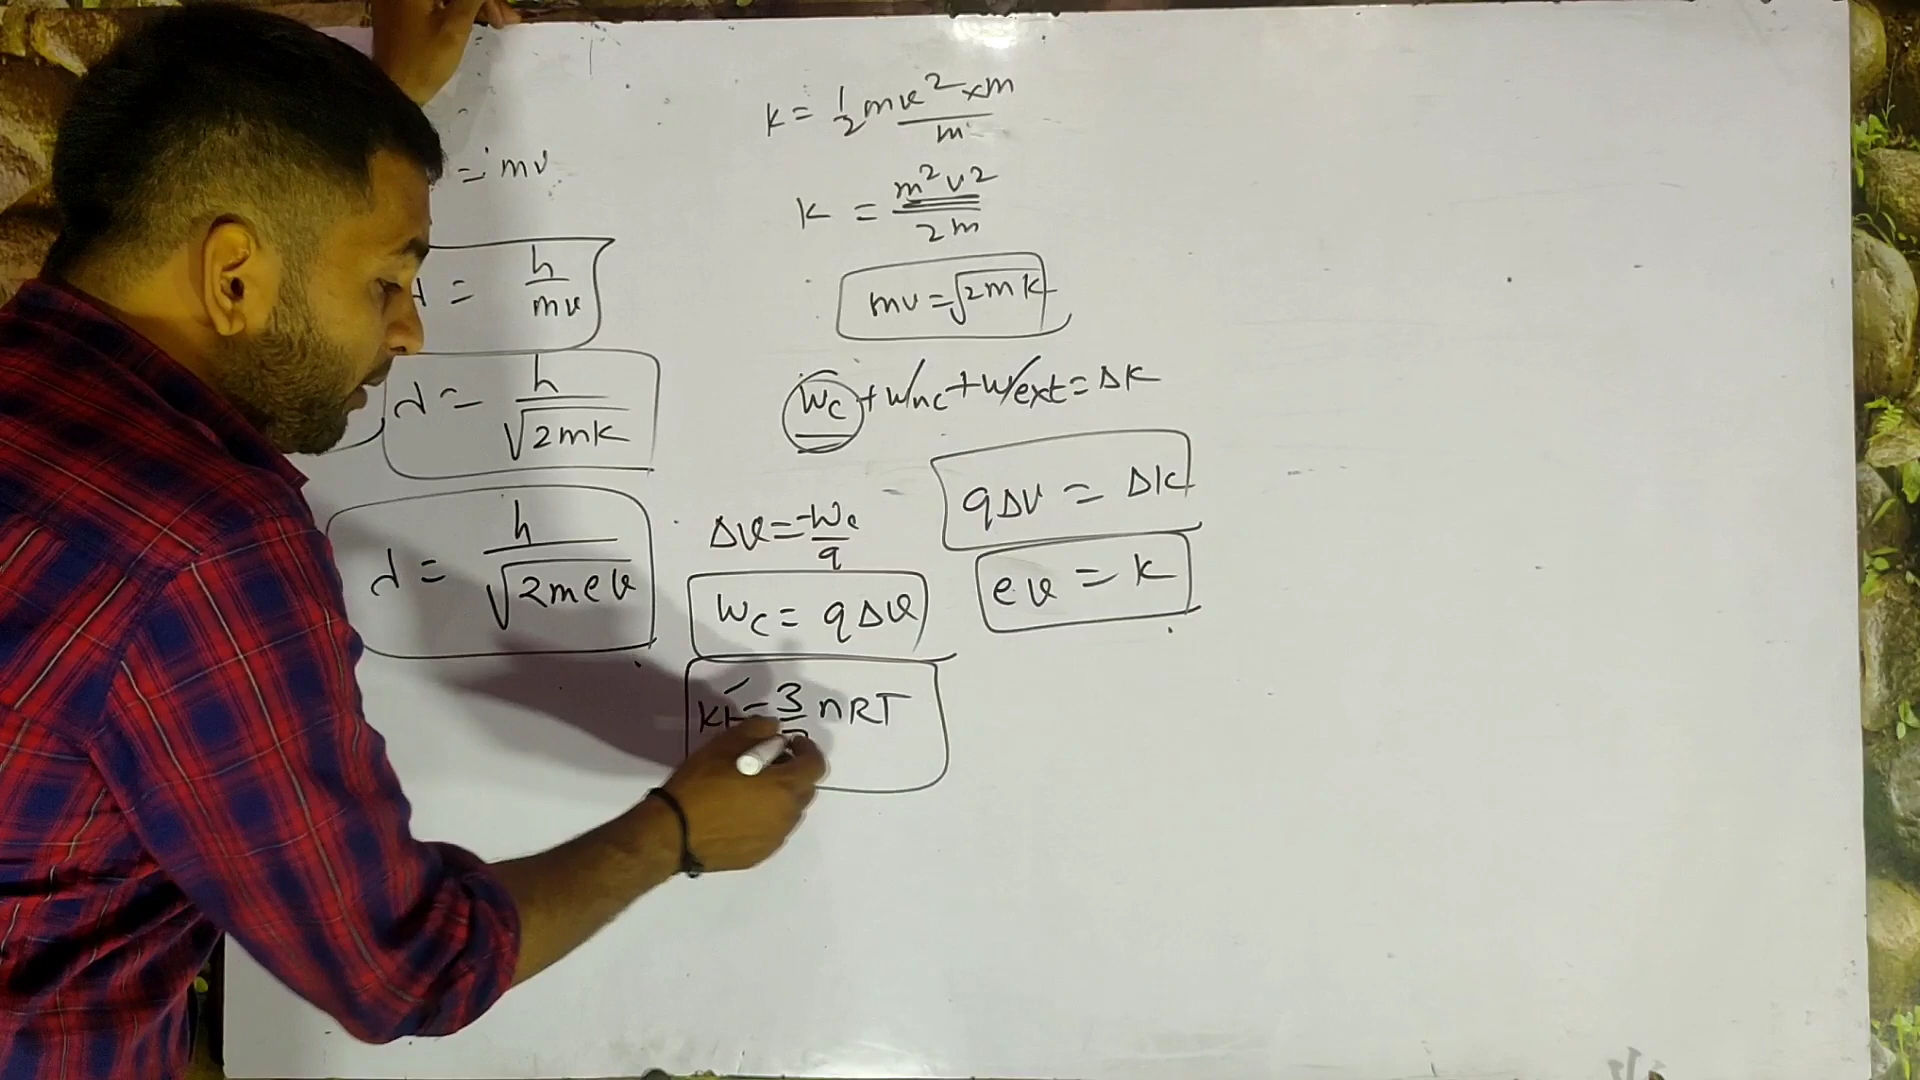 = mv
λ = h/mv
λ = h/√2mk
λ = h/√2mev
k = 1/2 mv² × m/m
k = m²v²/2m
mv = √2mk
Wc + Wnc + Wext = Δk
ΔV = -Wc/q
Wc = qΔV
qΔV = Δk
eV = k
= 3/2 nRT